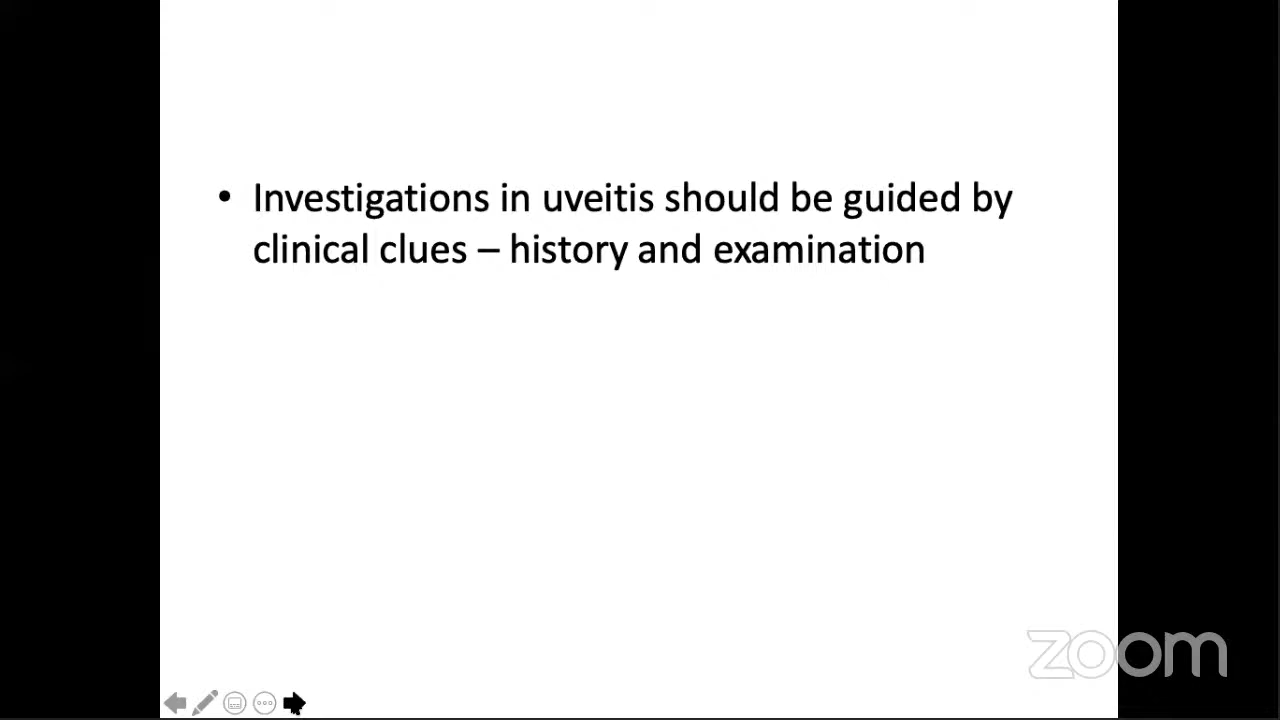 • Investigations in uveitis should be guided by
clinical clues – history and examination
zoom